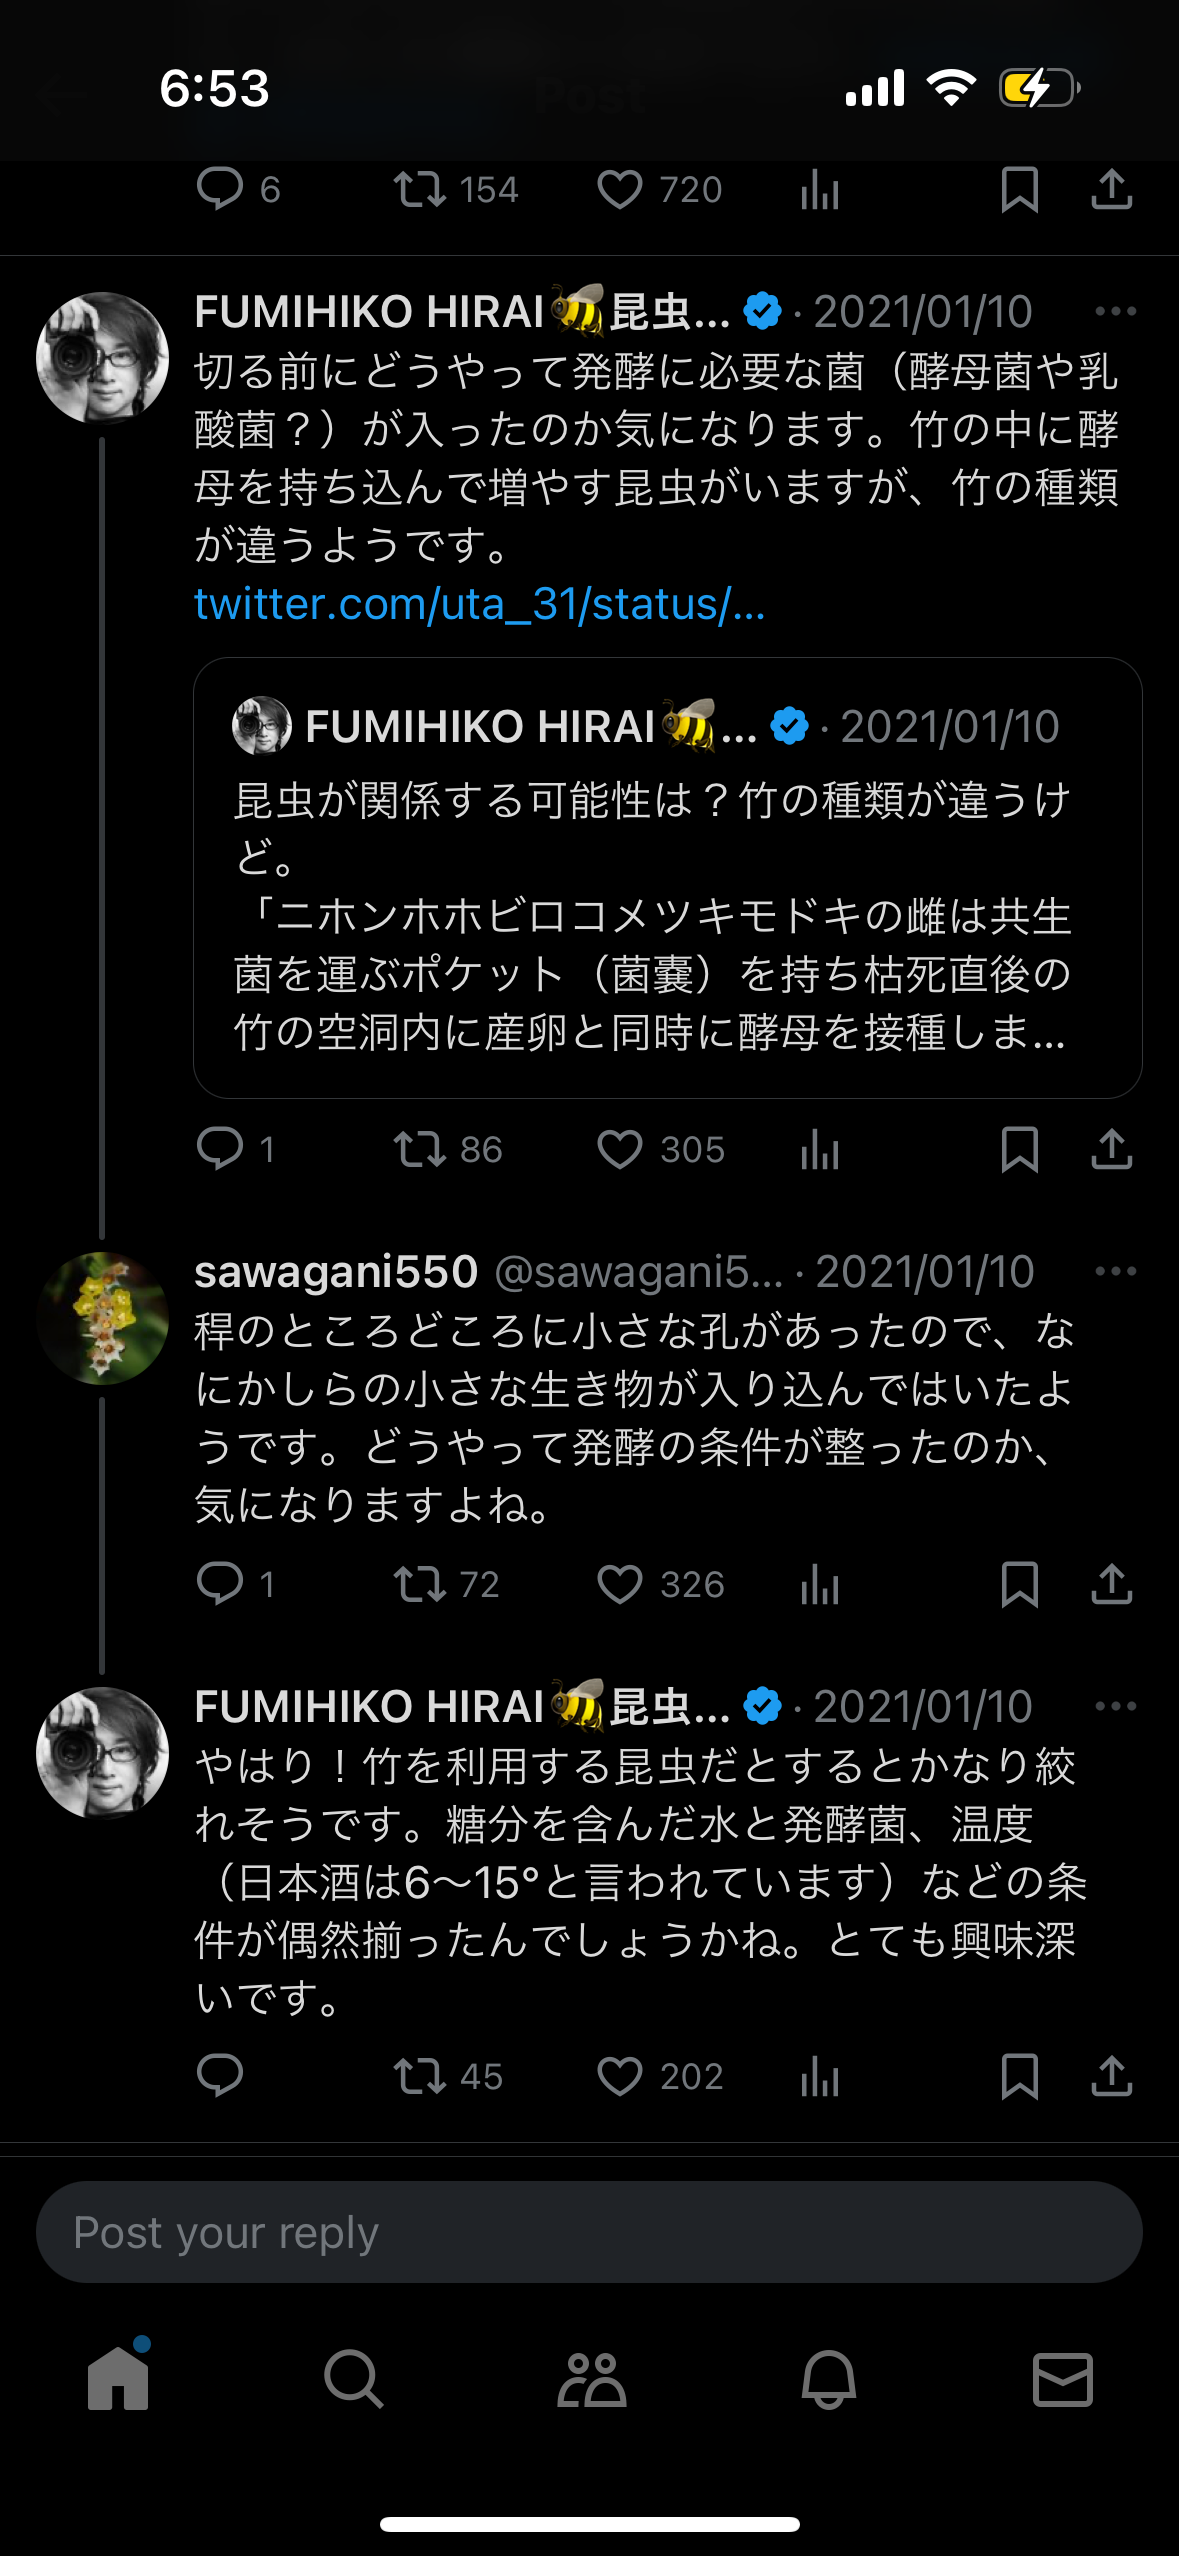 6:53
6 154 720
FUMIHIKO HIRAI🐝昆虫... · 2021/01/10
切る前にどうやって発酵に必要な菌（酵母菌や乳
酸菌？）が入ったのか気になります。竹の中に酵
母を持ち込んで増やす昆虫がいますが、竹の種類
が違うようです。
twitter.com/uta_31/status/...
FUMIHIKO HIRAI🐝... · 2021/01/10
昆虫が関係する可能性は？竹の種類が違うけ
ど。
「ニホンホホビロコメツキモドキの雌は共生
菌を運ぶポケット（菌嚢）を持ち枯死直後の
竹の空洞内に産卵と同時に酵母を接種しま...
1 86 305
sawagani550 @sawagani5... · 2021/01/10
稈のところどころに小さな孔があったので、な
にかしらの小さな生き物が入り込んではいたよ
うです。どうやって発酵の条件が整ったのか、
気になりますよね。
1 72 326
FUMIHIKO HIRAI🐝昆虫... · 2021/01/10
やはり！竹を利用する昆虫だとするとかなり絞
れそうです。糖分を含んだ水と発酵菌、温度
（日本酒は6〜15°と言われています）などの条
件が偶然揃ったんでしょうかね。とても興味深
いです。
45 202
Post your reply